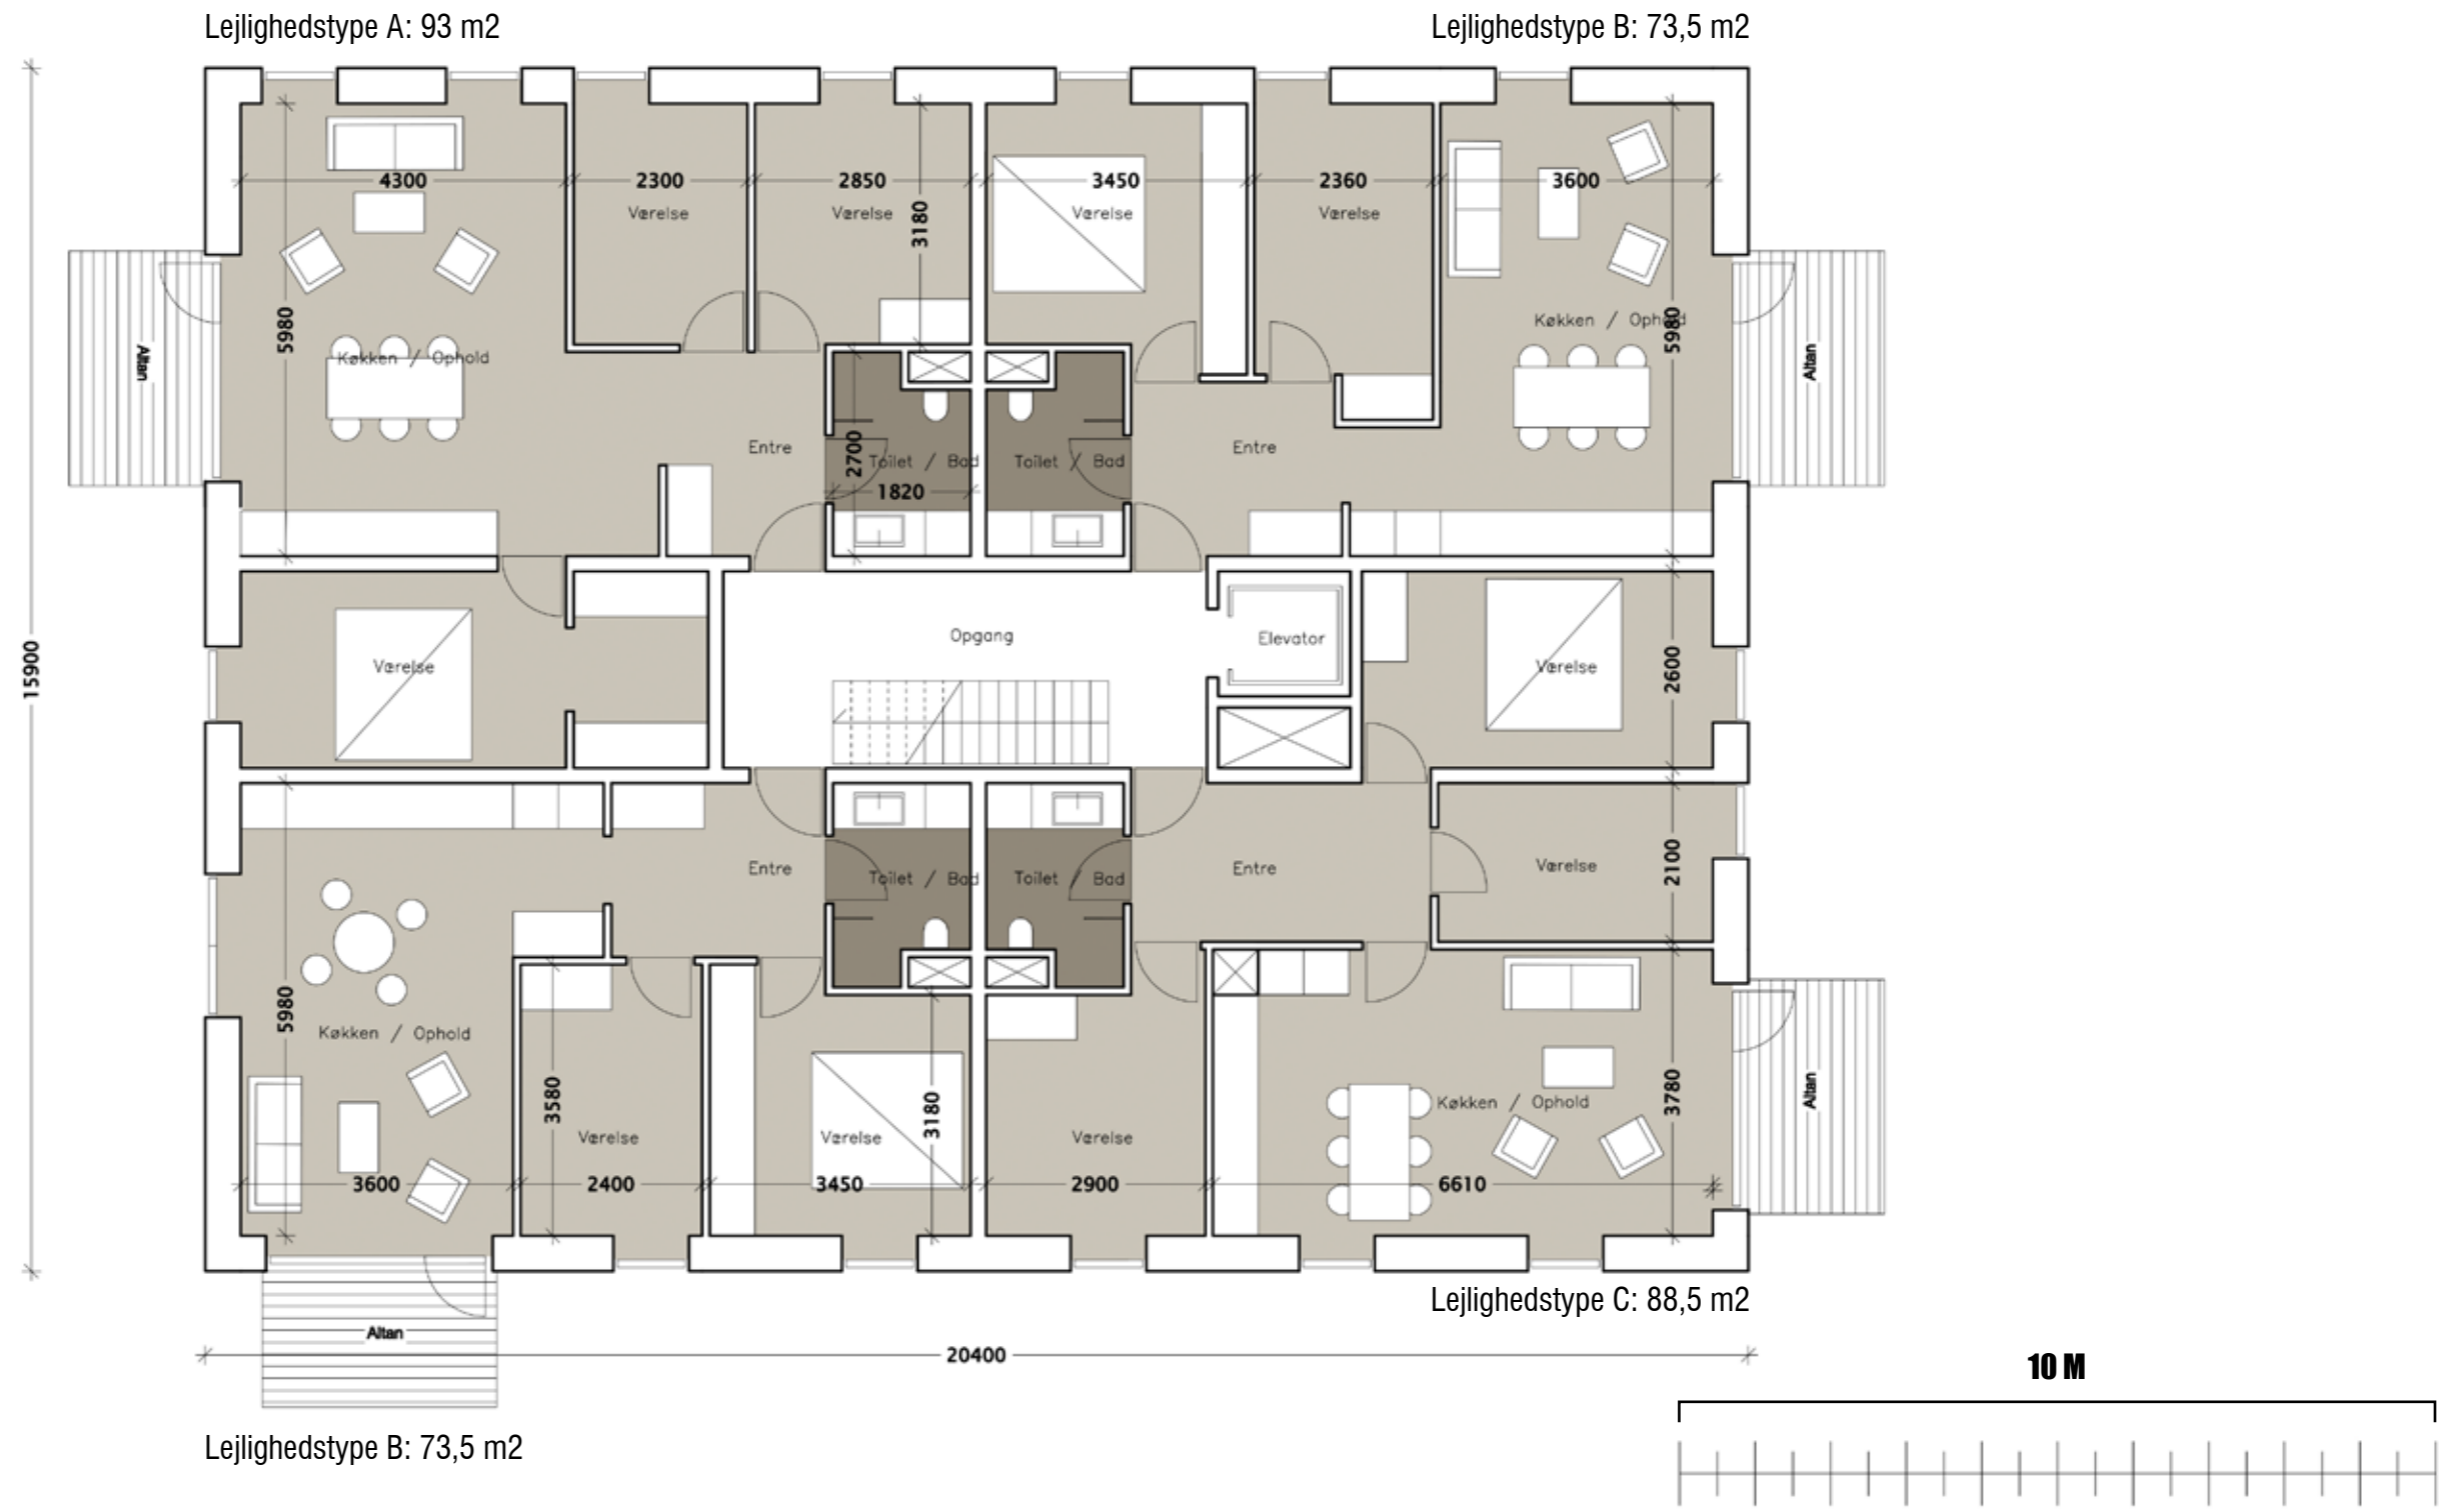 Lejlighedstype A: 93 m2
Lejlighedstype B: 73,5 m2
4300
2300
2850
3450
2360
3600
Værelse
Værelse
3180
Værelse
Værelse
5980
Køkken / Ophold
Altan
Køkken / Ophold
5980
Altan
Entre
2700
Toilet / Bad
Toilet / Bad
Entre
1820
15900
Værelse
Opgang
Elevator
Værelse
2600
Entre
Toilet / Bad
Toilet / Bad
Entre
Værelse
2100
5980
Køkken / Ophold
3580
Værelse
Værelse
3180
Værelse
Køkken / Ophold
3780
Altan
3600
2400
3450
2900
6610
Altan
Lejlighedstype C: 88,5 m2
20400
10 M
Lejlighedstype B: 73,5 m2